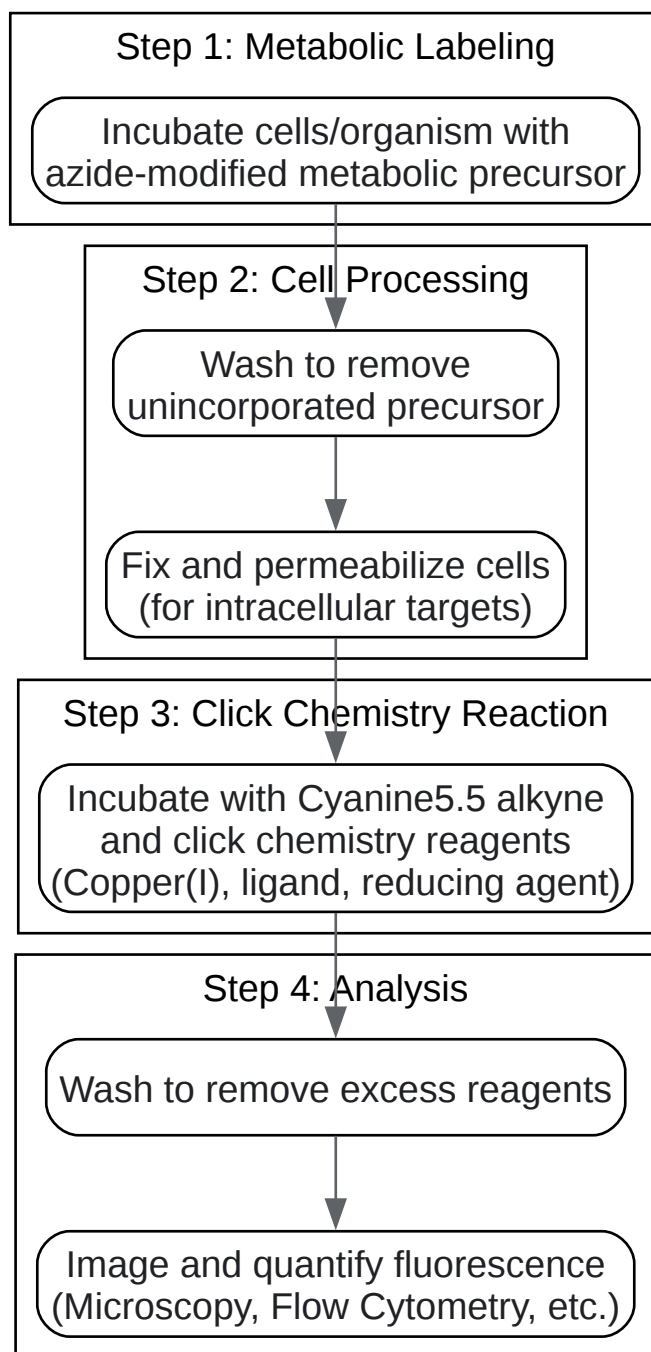 Step 1: Metabolic Labeling
Incubate cells/organism with
azide-modified metabolic precursor
Step 2: Cell Processing
Wash to remove
unincorporated precursor
Fix and permeabilize cells
(for intracellular targets)
Step 3: Click Chemistry Reaction
Incubate with Cyanine5.5 alkyne
and click chemistry reagents
(Copper(I), ligand, reducing agent)
Step 4: Analysis
Wash to remove excess reagents
Image and quantify fluorescence
(Microscopy, Flow Cytometry, etc.)